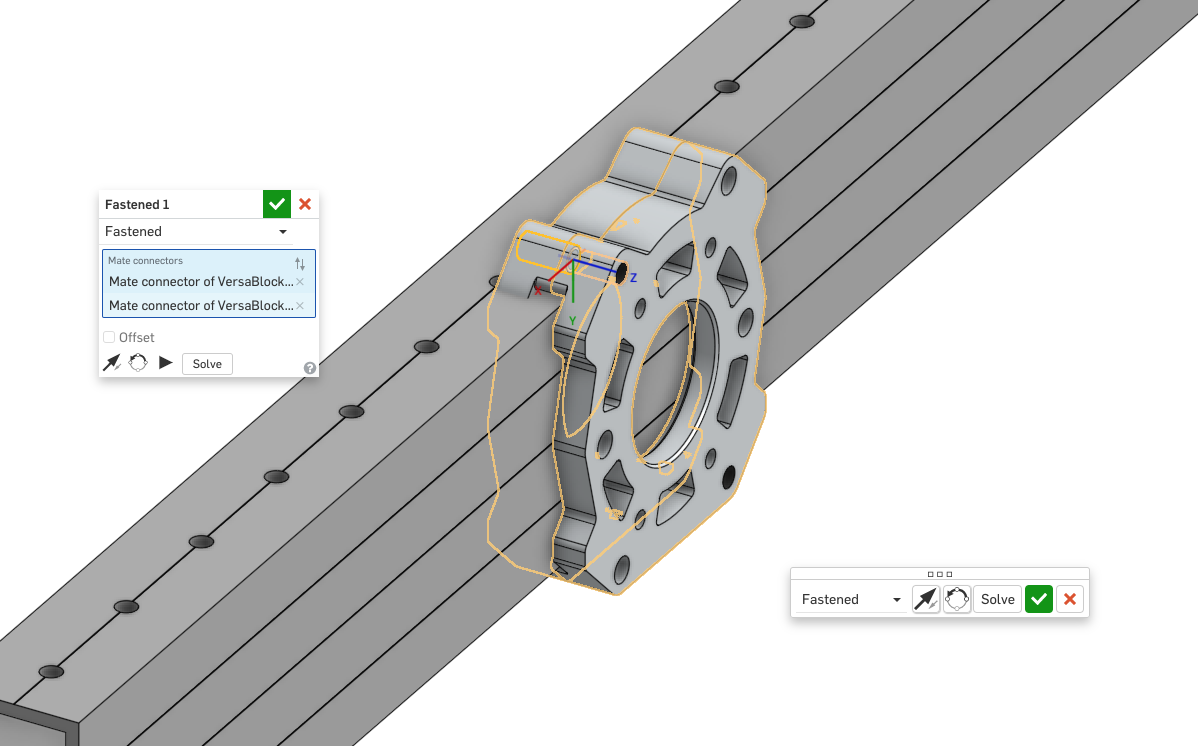 Fastened 1
Fastened
Mate connectors
Mate connector of VersaBlock...
Mate connector of VersaBlock...
Offset
Solve
?
Z
X
Y
Fastened
Solve